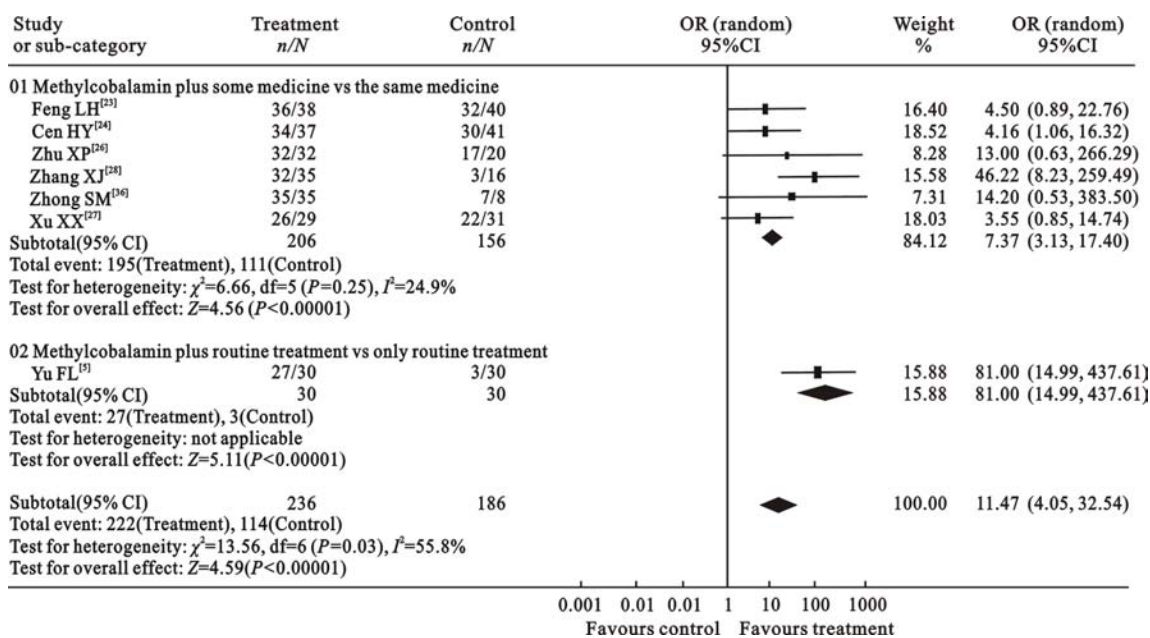 Study Treatment Control OR (random) Weight OR (random)
or sub-category n/N n/N 95%CI % 95%CI
01 Methylcobalamin plus some medicine vs the same medicine
Feng LH[23] 36/38 32/40 16.40 4.50 (0.89, 22.76)
Cen HY[24] 34/37 30/41 18.52 4.16 (1.06, 16.32)
Zhu XP[26] 32/32 17/20 8.28 13.00 (0.63, 266.29)
Zhang XJ[28] 32/35 3/16 15.58 46.22 (8.23, 259.49)
Zhong SM[36] 35/35 7/8 7.31 14.20 (0.53, 383.50)
Xu XX[27] 26/29 22/31 18.03 3.55 (0.85, 14.74)
Subtotal(95% CI) 206 156 84.12 7.37 (3.13, 17.40)
Total event: 195(Treatment), 111(Control)
Test for heterogeneity: χ²=6.66, df=5 (P=0.25), I²=24.9%
Test for overall effect: Z=4.56 (P<0.00001)
02 Methylcobalamin plus routine treatment vs only routine treatment
Yu FL[5] 27/30 3/30 15.88 81.00 (14.99, 437.61)
Subtotal(95% CI) 30 30 15.88 81.00 (14.99, 437.61)
Total event: 27(Treatment), 3(Control)
Test for heterogeneity: not applicable
Test for overall effect: Z=5.11(P<0.00001)
Subtotal(95% CI) 236 186 100.00 11.47 (4.05, 32.54)
Total event: 222(Treatment), 114(Control)
Test for heterogeneity: χ²=13.56, df=6 (P=0.03), I²=55.8%
Test for overall effect: Z=4.59(P<0.00001)
0.001 0.01 0.01 1 10 100 1000
Favours control Favours treatment